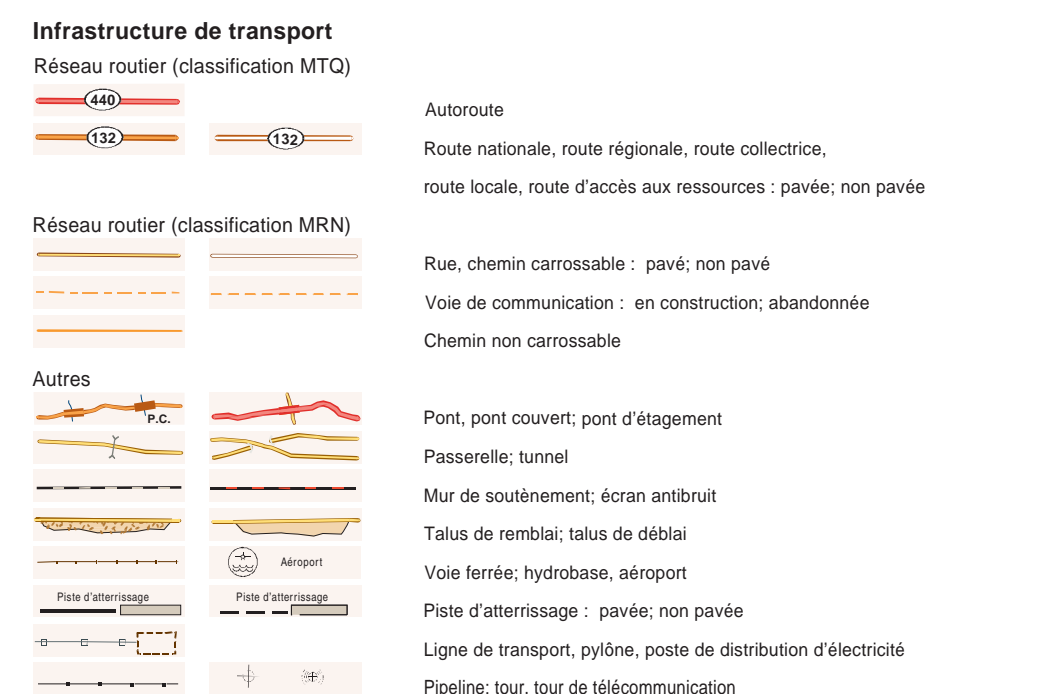 Infrastructure de transport
Réseau routier (classification MTQ)
440
Autoroute
132 132
Route nationale, route régionale, route collectrice,
route locale, route d'accès aux ressources : pavée; non pavée
Réseau routier (classification MRN)
Rue, chemin carrossable : pavé; non pavé
Voie de communication : en construction; abandonnée
Chemin non carrossable
Autres
P.C.
Pont, pont couvert; pont d'étagement
Passerelle; tunnel
Mur de soutènement; écran antibruit
Talus de remblai; talus de déblai
Aéroport
Voie ferrée; hydrobase, aéroport
Piste d'atterrissage Piste d'atterrissage
Piste d'atterrissage : pavée; non pavée
Ligne de transport, pylône, poste de distribution d'électricité
Pipeline; tour, tour de télécommunication